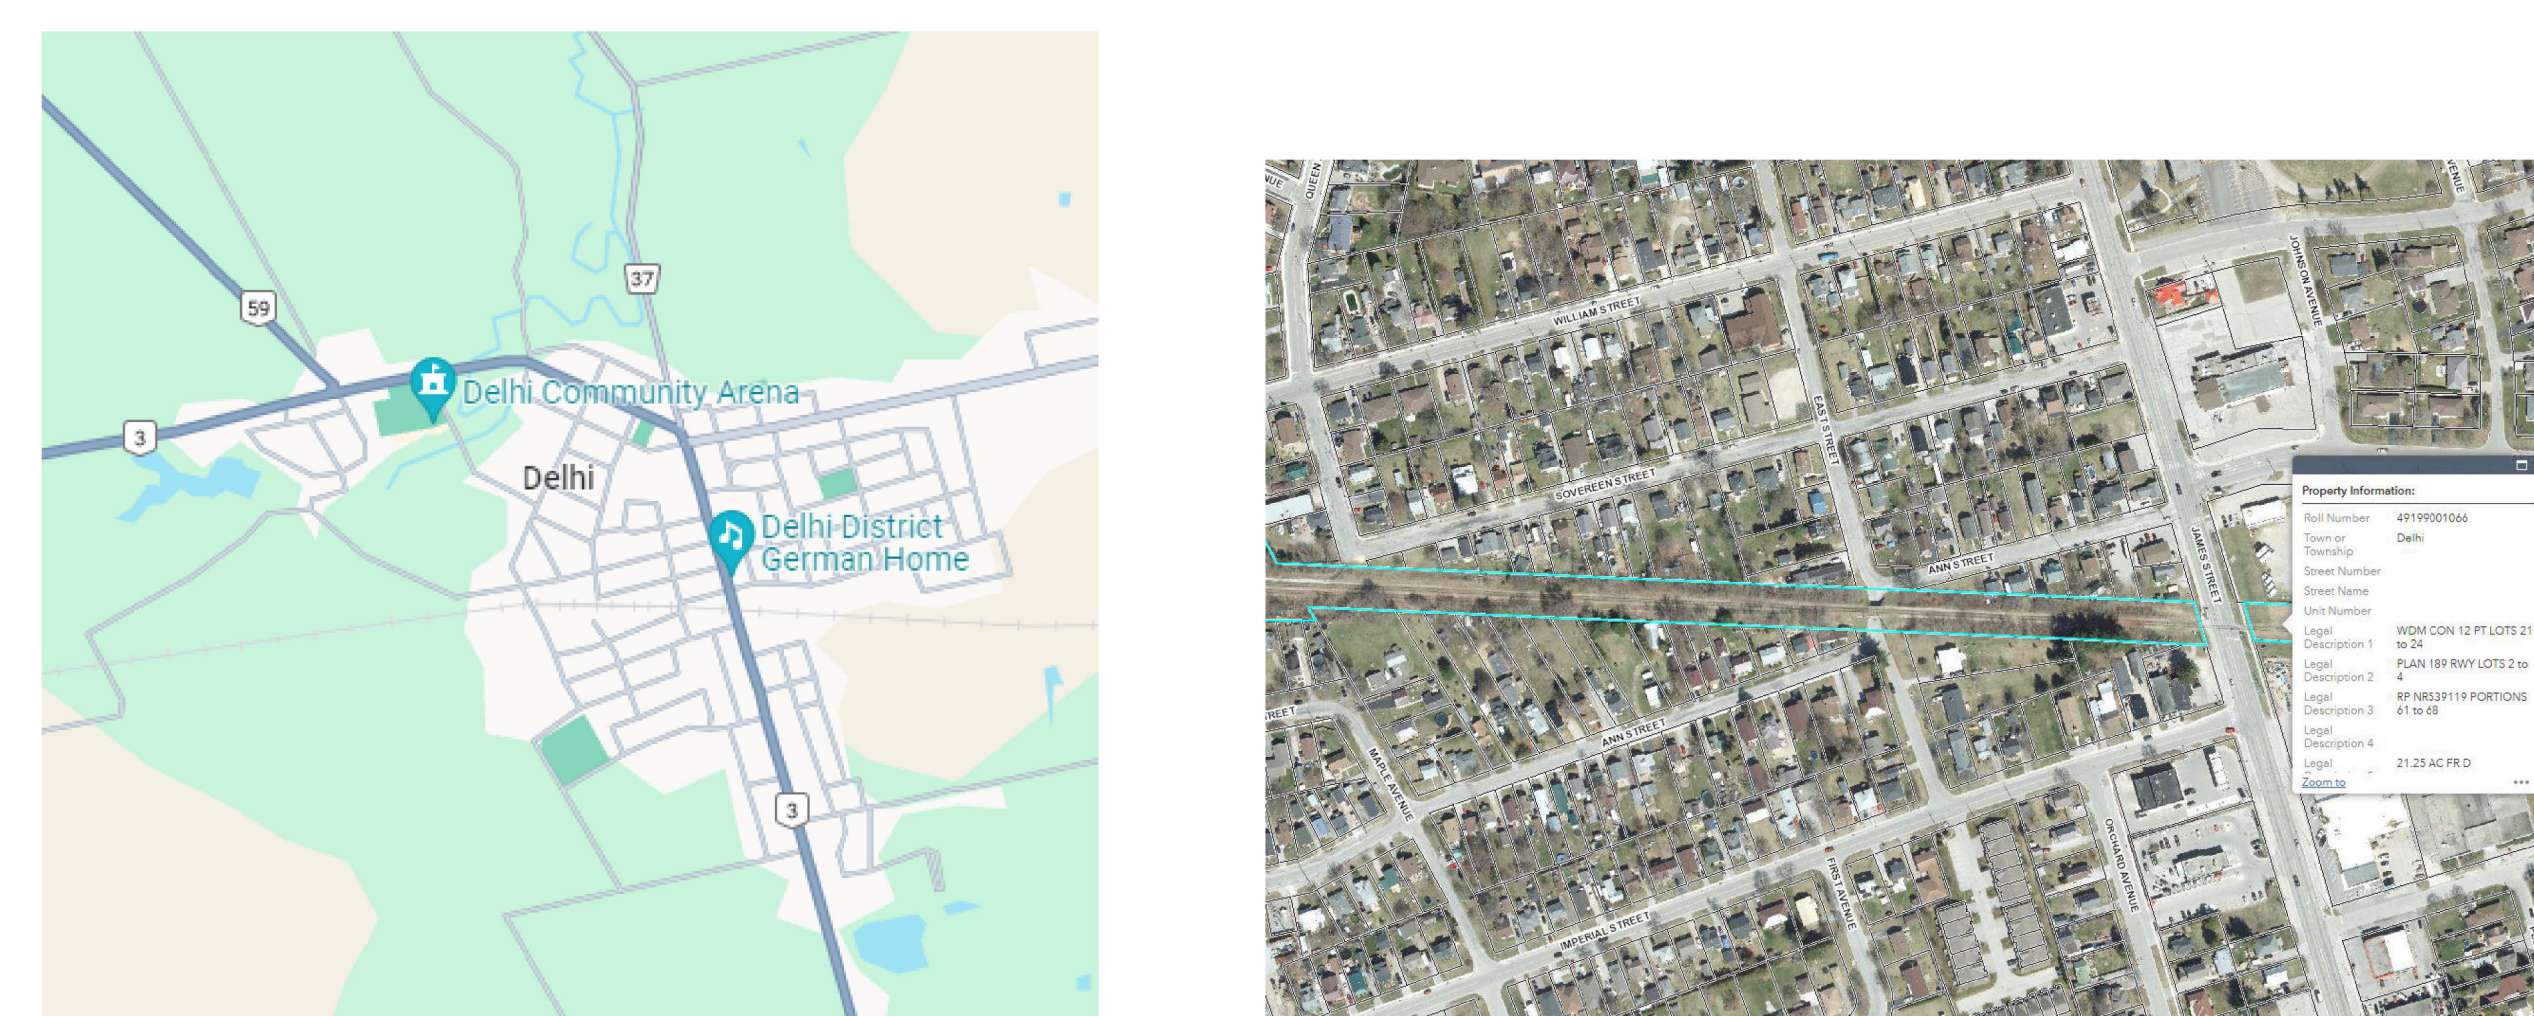 37
59
Delhi Community Arena
3
Delhi
Delhi District
German Home
3
QUEEN
AVENUE
WILLIAM STREET
JOHNSON AVENUE
EAST STREET
SOVEREEN STREET
ANN STREET
JAMES STREET
REET
ANN STREET
MAPLE AVENUE
ORCHARD AVENUE
FIRST AVENUE
IMPERIAL STREET
Property Information:
Roll Number 49199001066
Town or Delhi
Township
Street Number
Street Name
Unit Number
Legal WDM CON 12 PT LOTS 21
Description 1 to 24
Legal PLAN 189 RWY LOTS 2 to
Description 2 4
Legal RP NR539119 PORTIONS
Description 3 61 to 68
Legal
Description 4
Legal 21.25 AC FR D
Zoom to